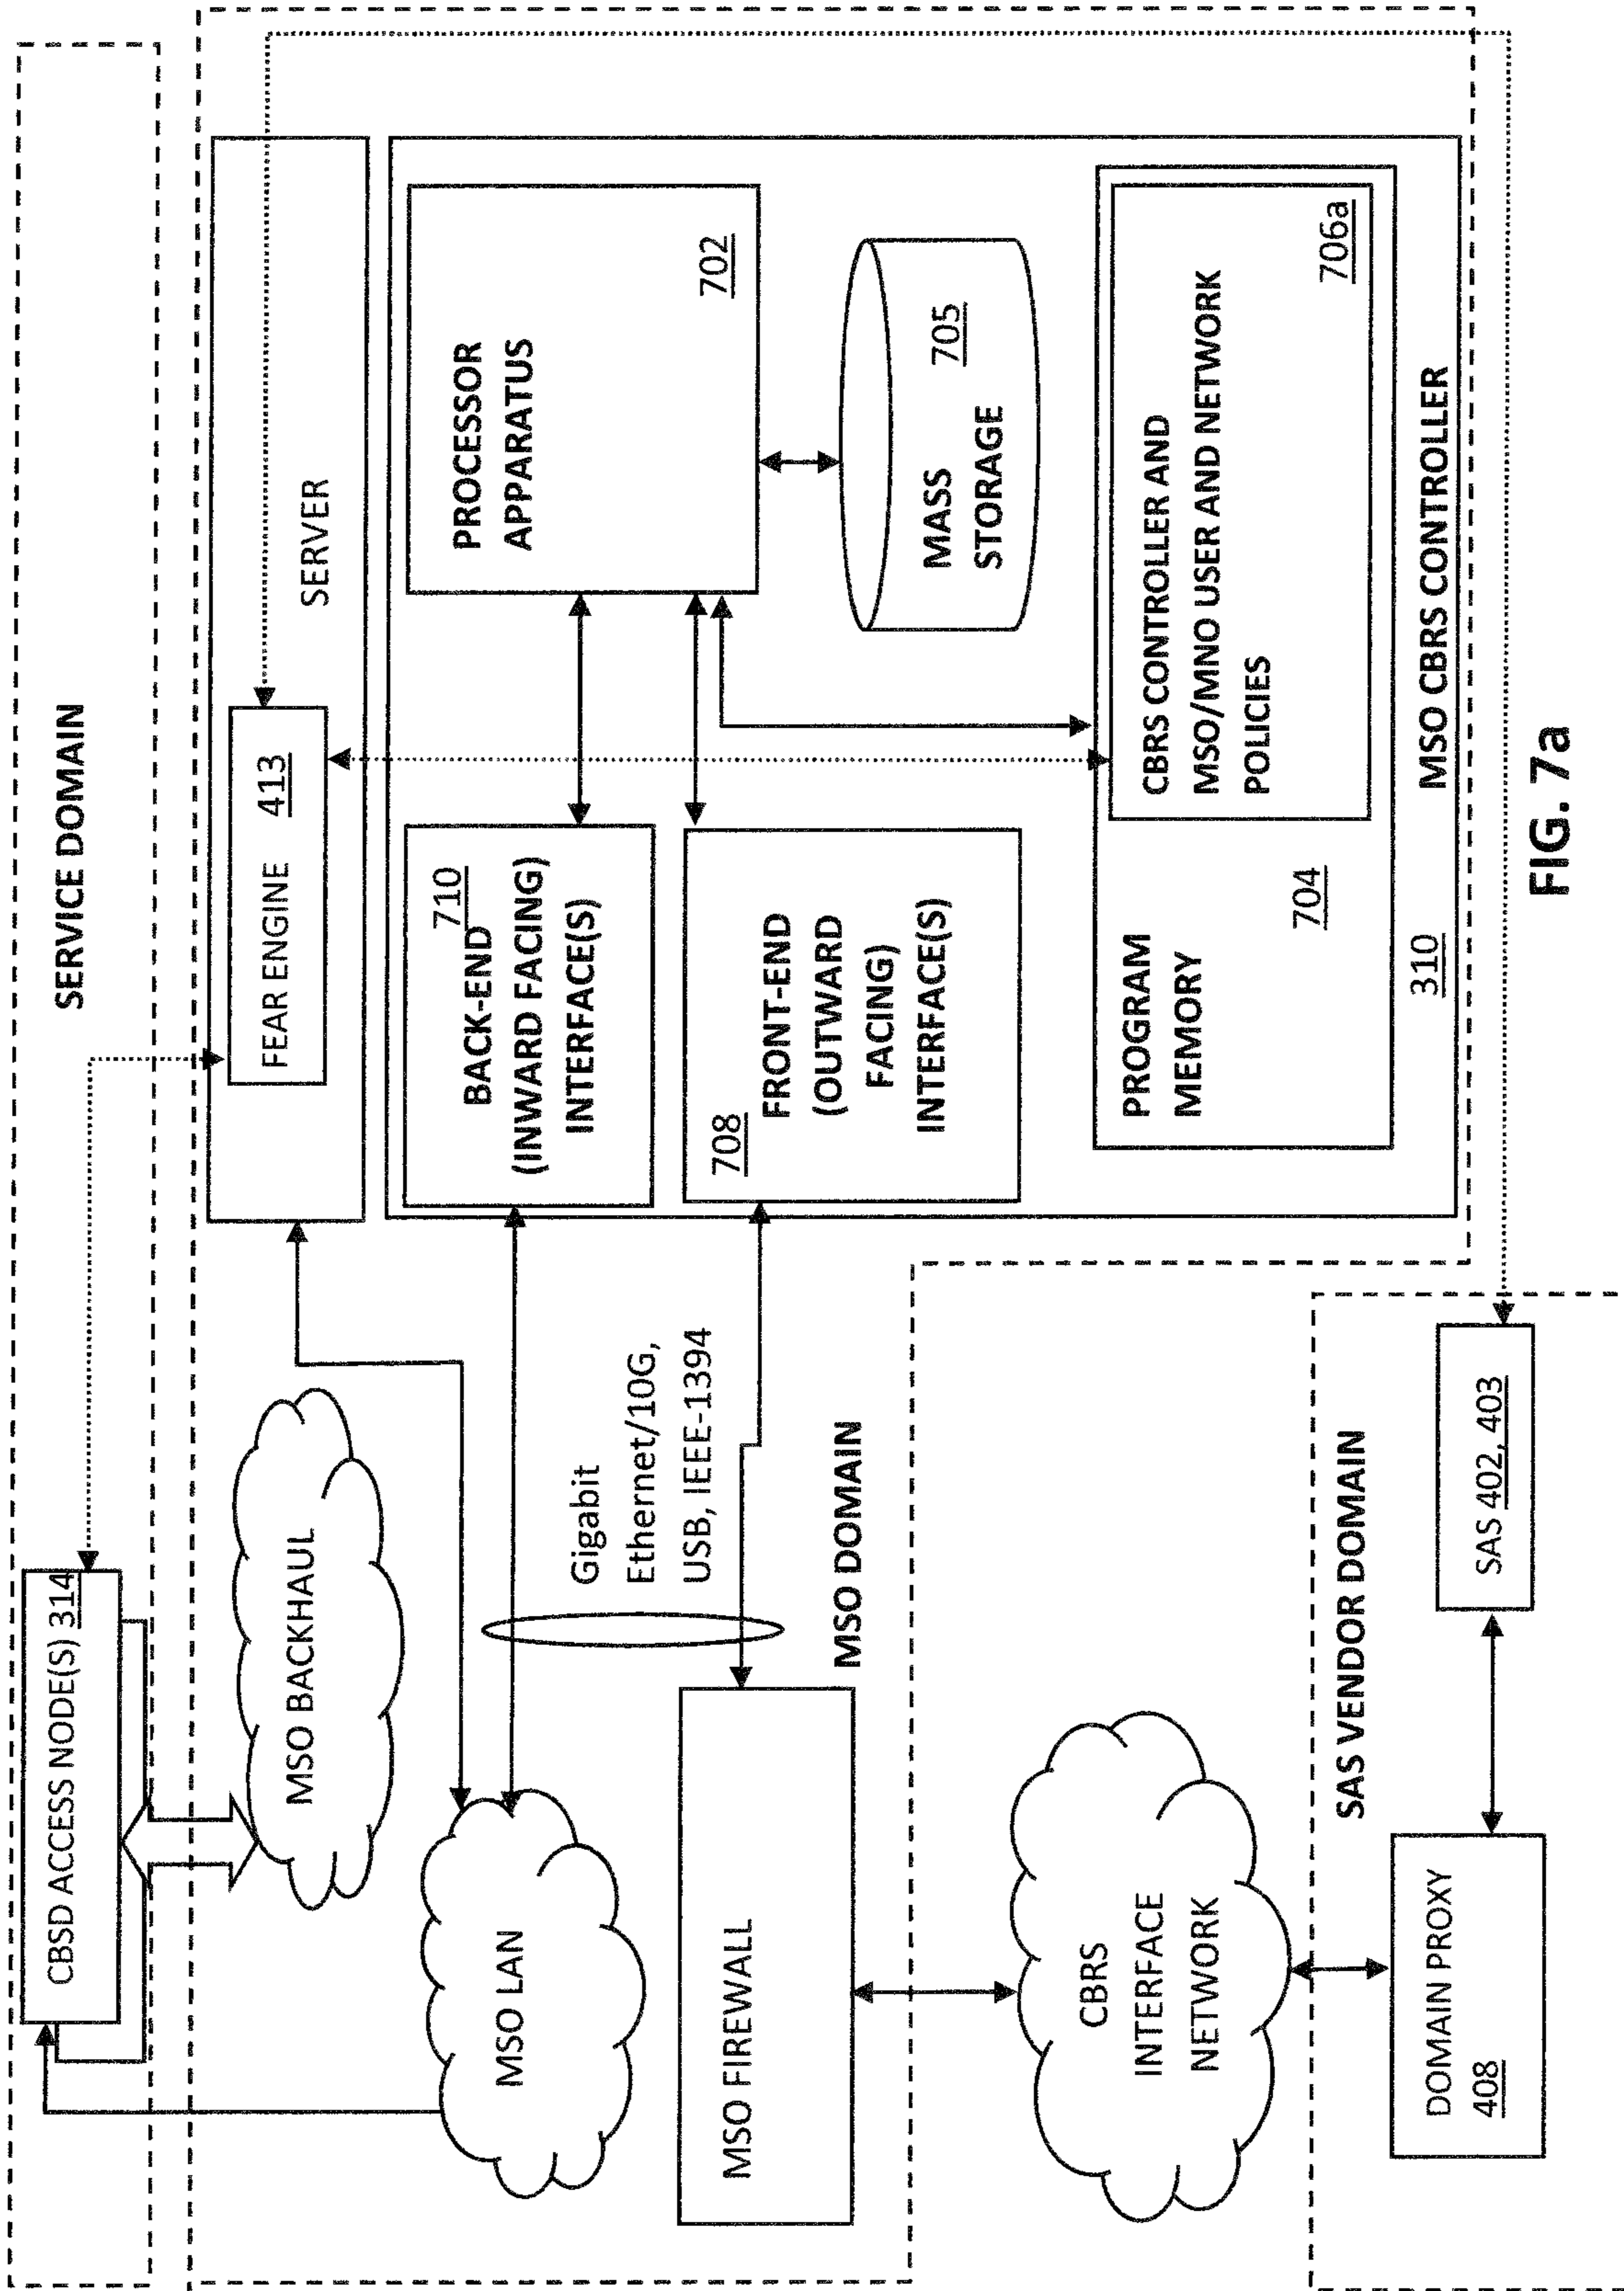 SERVICE DOMAIN
CBSD ACCESS NODE(S) 314
MSO BACKHAUL
FEAR ENGINE 413
SERVER
MSO LAN
Gigabit
Ethernet/10G,
USB, IEEE-1394
710
BACK-END
(INWARD FACING)
INTERFACE(S)
PROCESSOR
APPARATUS
702
MSO FIREWALL
708
FRONT-END
(OUTWARD
FACING)
INTERFACE(S)
MASS
STORAGE
705
MSO DOMAIN
CBRS
INTERFACE
NETWORK
PROGRAM
MEMORY
704
CBRS CONTROLLER AND
MSO/MNO USER AND NETWORK
POLICIES
706a
310
MSO CBRS CONTROLLER
SAS VENDOR DOMAIN
DOMAIN PROXY
408
SAS 402, 403
FIG. 7a